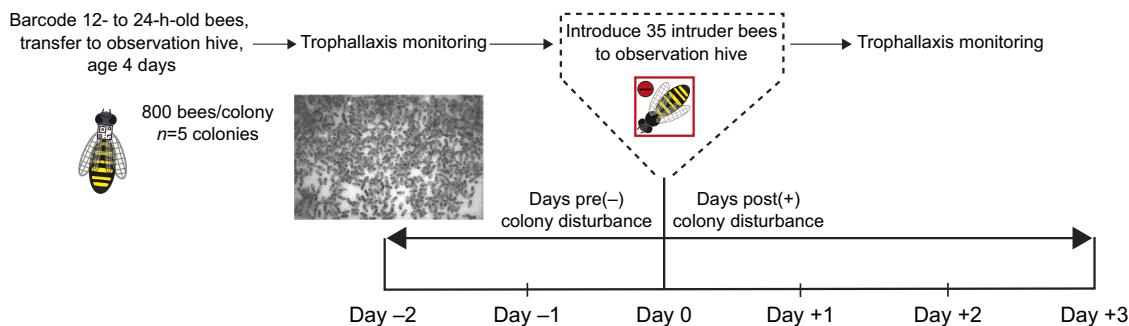 Barcode 12- to 24-h-old bees,
transfer to observation hive,
age 4 days
Trophallaxis monitoring
Introduce 35 intruder bees
to observation hive
Trophallaxis monitoring
800 bees/colony
n=5 colonies
Days pre(–)
colony disturbance
Days post(+)
colony disturbance
Day –2
Day –1
Day 0
Day +1
Day +2
Day +3